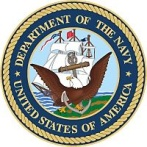 DEPARTMENT OF THE NAVY
UNITED STATES OF AMERICA